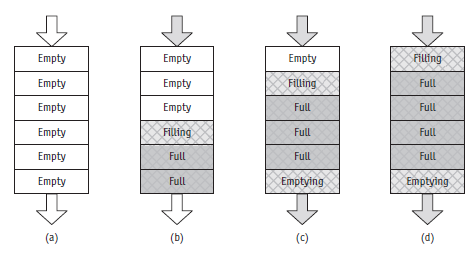 Empty Empty Empty Filling
Empty Empty Filling Full
Empty Empty Full Full
Empty Filling Full Full
Empty Full Full Full
Empty Full Emptying Emptying
(a) (b) (c) (d)